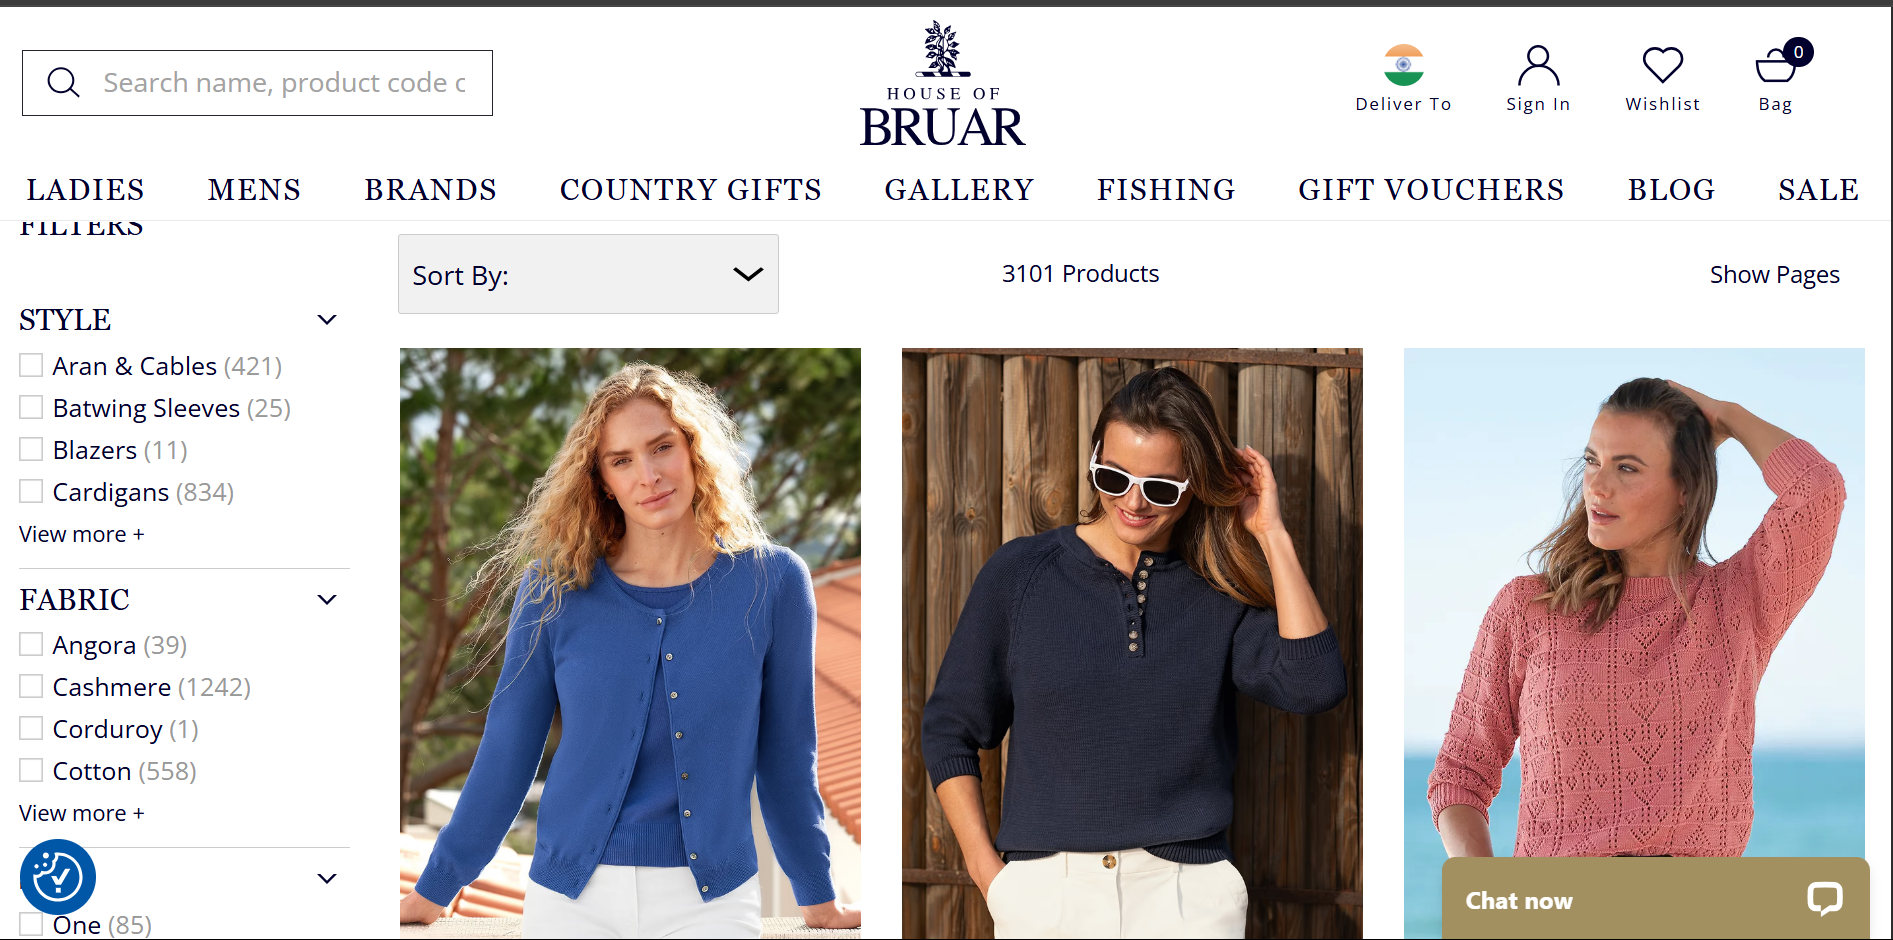 Search name, product code o
HOUSE OF
BRUAR
Deliver To
Sign In
Wishlist
0
Bag
LADIES
MENS
BRANDS
COUNTRY GIFTS
GALLERY
FISHING
GIFT VOUCHERS
BLOG
SALE
FILTERS
Sort By:
3101 Products
Show Pages
STYLE
Aran & Cables (421)
Batwing Sleeves (25)
Blazers (11)
Cardigans (834)
View more +
FABRIC
Angora (39)
Cashmere (1242)
Corduroy (1)
Cotton (558)
View more +
One (85)
Chat now